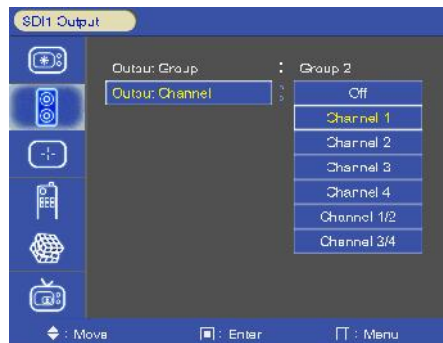 SDI1 Output
Output Group : Group 2
Output Channel :
Off
Channel 1
Channel 2
Channel 3
Channel 4
Channel 1/2
Channel 3/4
: Move : Enter : Menu